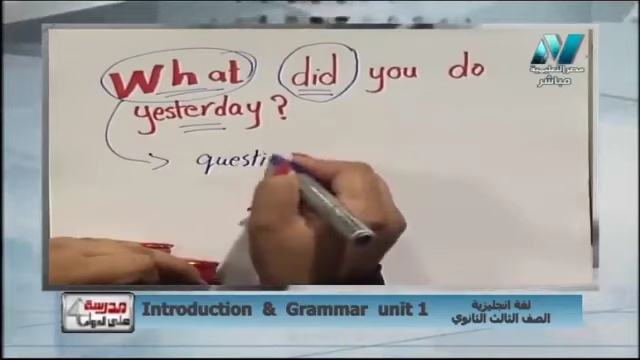 What did you do
yesterday?
questi
مصر التعليمية
مباشر
مدرسة
على الهوا
Introduction & Grammar unit 1
لغة انجليزية
الصف الثالث الثانوي